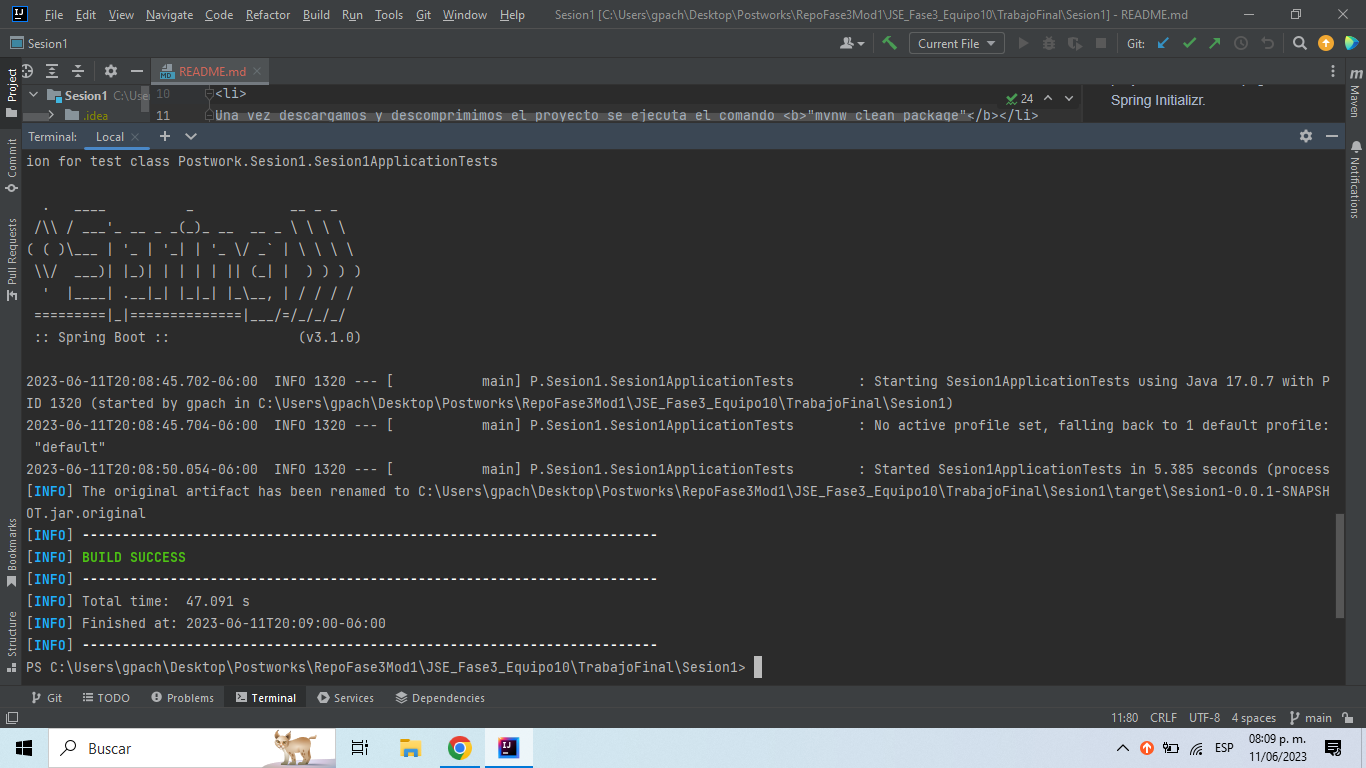 File Edit View Navigate Code Refactor Build Run Tools Git Window Help Sesion1 [C:\Users\gpach\Desktop\Postworks\RepoFase3Mod1\JSE_Fase3_Equipo10\TrabajoFinal\Sesion1] - README.md
Sesion1 Current File Git:
Project
README.md
Sesion1 C:\Use
.idea
10 <li>
11 Una vez descargamos y descomprimimos el proyecto se ejecuta el comando <b>"mvnw clean package"</b></li>
24
Spring Initializr.
Maven
Notifications
Commit
Pull Requests
Bookmarks
Structure
Terminal: Local
ion for test class Postwork.Sesion1.Sesion1ApplicationTests
  .   ____          _            __ _ _
 /\\ / ___'_ __ _ _(_)_ __  __ _ \ \ \ \
( ( )\___ | '_ | '_| | '_ \/ _` | \ \ \ \
 \\/  ___)| |_)| | | | | || (_| |  ) ) ) )
  '  |____| .__|_| |_|_| |_\__, | / / / /
 =========|_|==============|___/=/_/_/_/
 :: Spring Boot ::                (v3.1.0)
2023-06-11T20:08:45.702-06:00  INFO 1320 --- [           main] P.Sesion1.Sesion1ApplicationTests        : Starting Sesion1ApplicationTests using Java 17.0.7 with P
ID 1320 (started by gpach in C:\Users\gpach\Desktop\Postworks\RepoFase3Mod1\JSE_Fase3_Equipo10\TrabajoFinal\Sesion1)
2023-06-11T20:08:45.704-06:00  INFO 1320 --- [           main] P.Sesion1.Sesion1ApplicationTests        : No active profile set, falling back to 1 default profile:
 "default"
2023-06-11T20:08:50.054-06:00  INFO 1320 --- [           main] P.Sesion1.Sesion1ApplicationTests        : Started Sesion1ApplicationTests in 5.385 seconds (process
[INFO] The original artifact has been renamed to C:\Users\gpach\Desktop\Postworks\RepoFase3Mod1\JSE_Fase3_Equipo10\TrabajoFinal\Sesion1\target\Sesion1-0.0.1-SNAPSH
OT.jar.original
[INFO] ------------------------------------------------------------------------
[INFO] BUILD SUCCESS
[INFO] ------------------------------------------------------------------------
[INFO] Total time:  47.091 s
[INFO] Finished at: 2023-06-11T20:09:00-06:00
[INFO] ------------------------------------------------------------------------
PS C:\Users\gpach\Desktop\Postworks\RepoFase3Mod1\JSE_Fase3_Equipo10\TrabajoFinal\Sesion1>
Git TODO Problems Terminal Services Dependencies
11:80 CRLF UTF-8 4 spaces main
Buscar
ESP
08:09 p. m.
11/06/2023